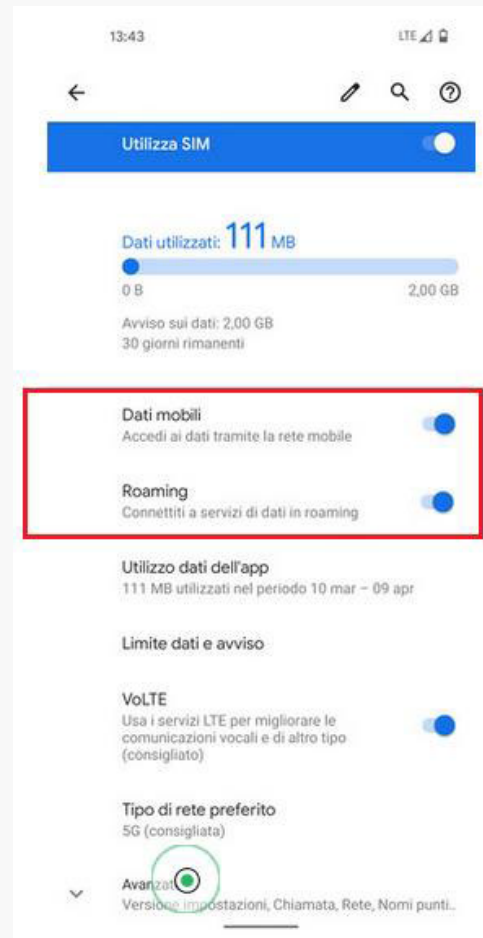 13:43 LTE
Utilizza SIM
Dati utilizzati: 111 MB
0 B 2,00 GB
Avviso sui dati: 2,00 GB
30 giorni rimanenti
Dati mobili
Accedi ai dati tramite la rete mobile
Roaming
Connettiti a servizi di dati in roaming
Utilizzo dati dell'app
111 MB utilizzati nel periodo 10 mar – 09 apr
Limite dati e avviso
VoLTE
Usa i servizi LTE per migliorare le
comunicazioni vocali e di altro tipo
(consigliato)
Tipo di rete preferito
5G (consigliata)
Versione impostazioni, Chiamata, Rete, Nomi punti..